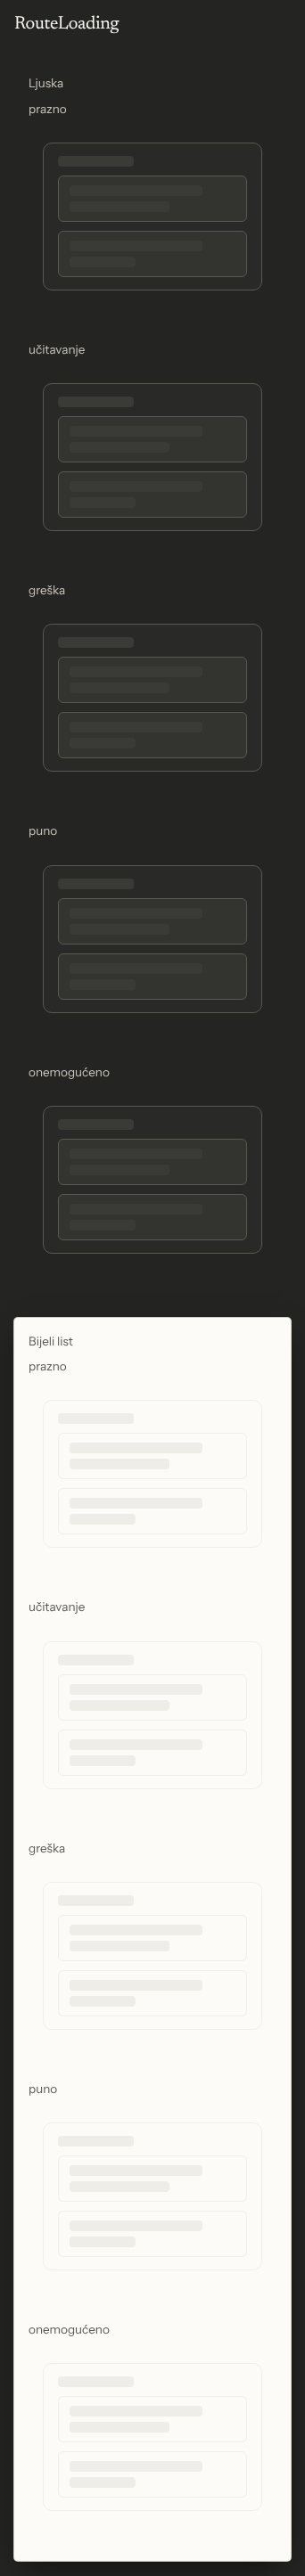 RouteLoading
Ljuska
prazno
učitavanje
greška
puno
onemogućeno
Bijeli list
prazno
učitavanje
greška
puno
onemogućeno